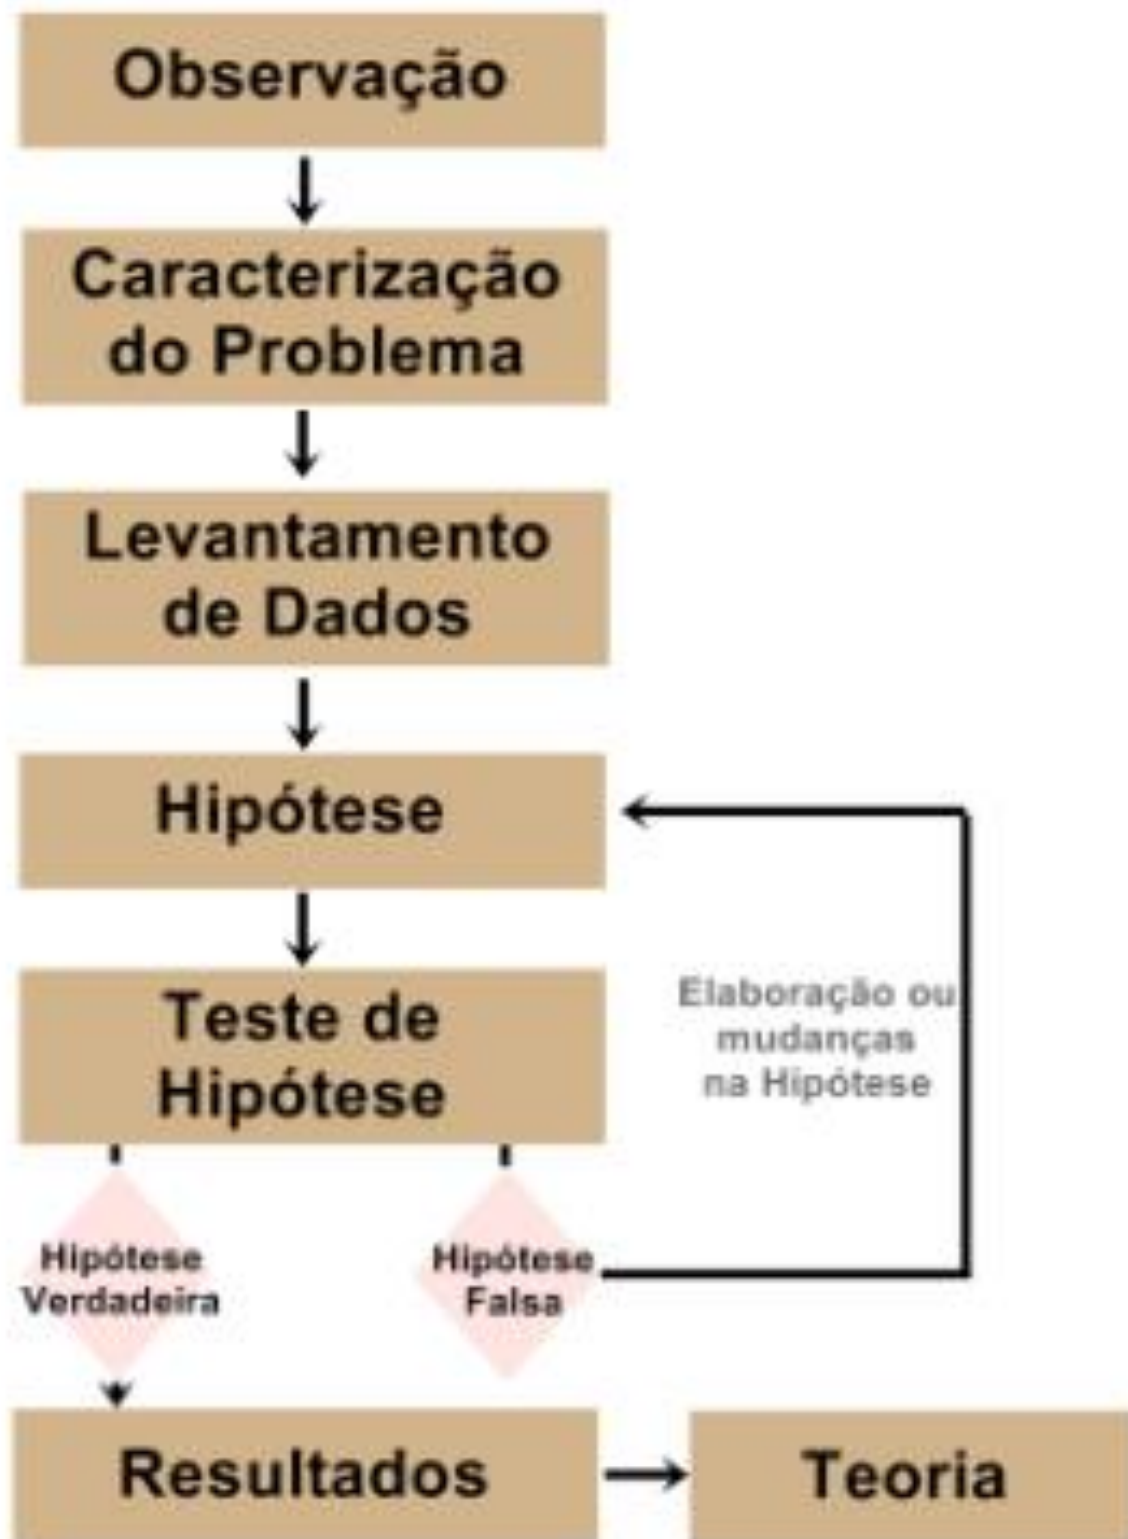 Observação
Caracterização
do Problema
Levantamento
de Dados
Hipótese
Teste de
Hipótese
Elaboração ou
mudanças
na Hipótese
Hipótese
Verdadeira
Hipótese
Falsa
Resultados
Teoria